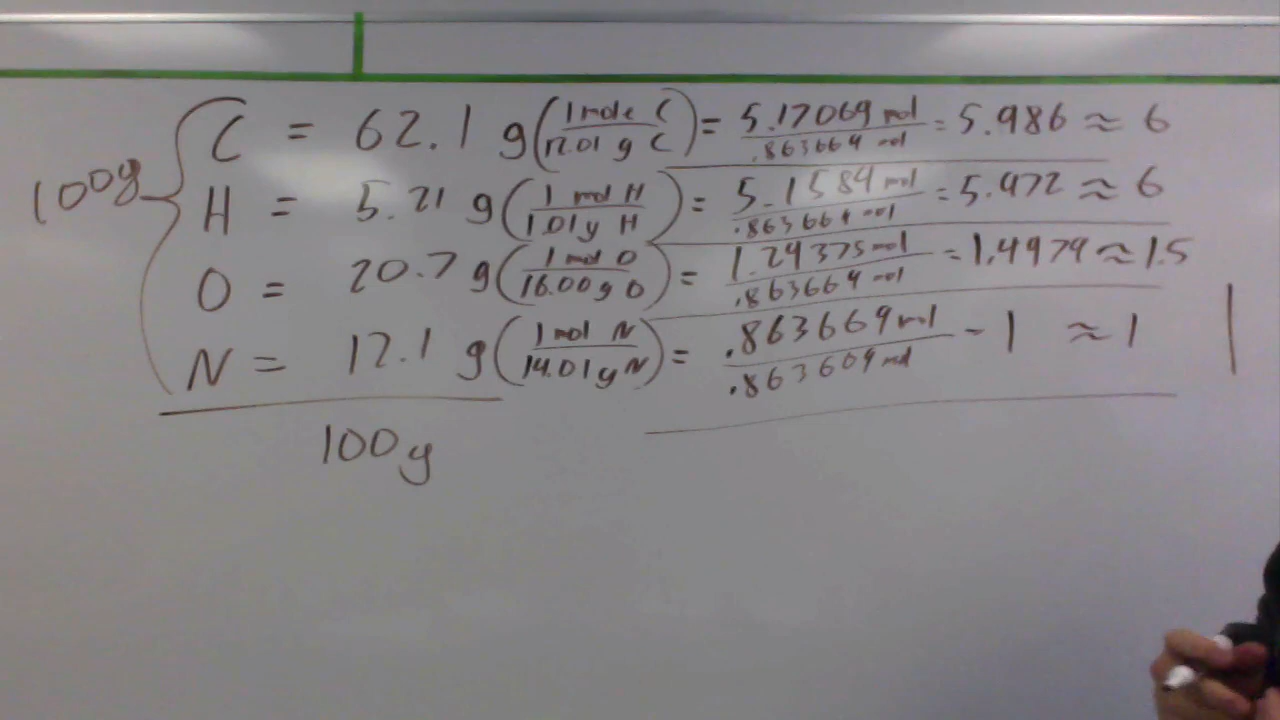 100g { C = 62.1 g (1 mole C / 12.01 g C) = 5.17069 mol / .863664 mol = 5.986 ≈ 6
H = 5.21 g (1 mol H / 1.01 g H) = 5.1584 mol / .863664 mol = 5.972 ≈ 6
O = 20.7 g (1 mol O / 16.00 g O) = 1.29375 mol / .863664 mol = 1.4979 ≈ 1.5
N = 12.1 g (1 mol N / 14.01 g N) = .863669 mol / .863609 mol - 1 ≈ 1
100g